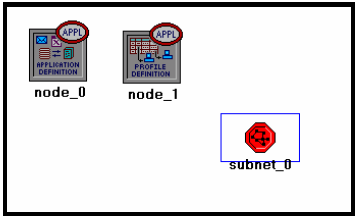 APPL
APPLICATION
DEFINITION
node_0
APPL
PROFILE
DEFINITION
node_1
subnet_0